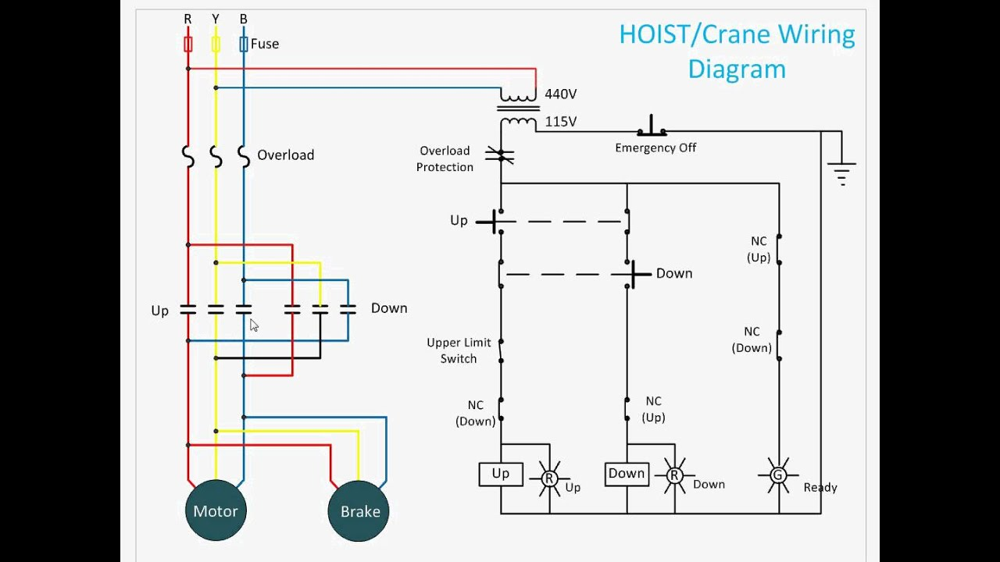 R Y B
Fuse
HOIST/Crane Wiring
Diagram
440V
115V
Emergency Off
Overload
Overload
Protection
Up
Down
NC
(Up)
Up
Down
Upper Limit
Switch
NC
(Down)
NC
(Down)
NC
(Up)
Up
R
Up
Down
R
Down
G
Ready
Motor
Brake